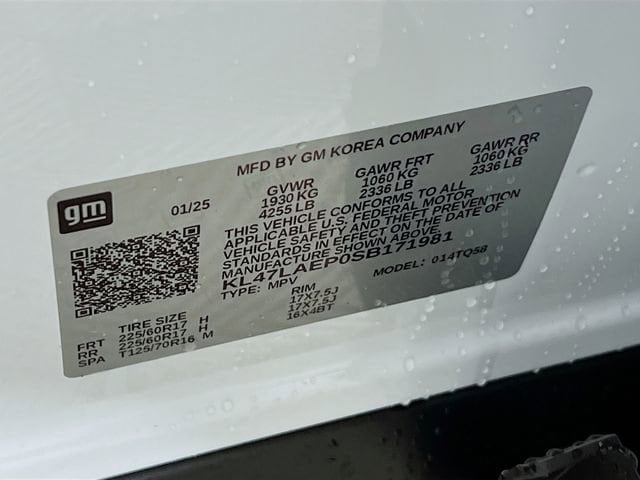 gm
MFD BY GM KOREA COMPANY
01/25
GVWR GAWR FRT GAWR RR
1930 KG 1060 KG 1060 KG
4255 LB 2336 LB 2336 LB
THIS VEHICLE CONFORMS TO ALL
APPLICABLE U.S. FEDERAL MOTOR
VEHICLE SAFETY AND THEFT PREVENTION
STANDARDS IN EFFECT ON THE DATE OF
MANUFACTURE SHOWN ABOVE.
KL47LAEP0SB171981
TYPE: MPV MODEL: 014TQ58
TIRE SIZE RIM
FRT 225/60R17 H 17X7.5J
RR 225/60R17 H 17X7.5J
SPA T125/70R16 M 16X4BT